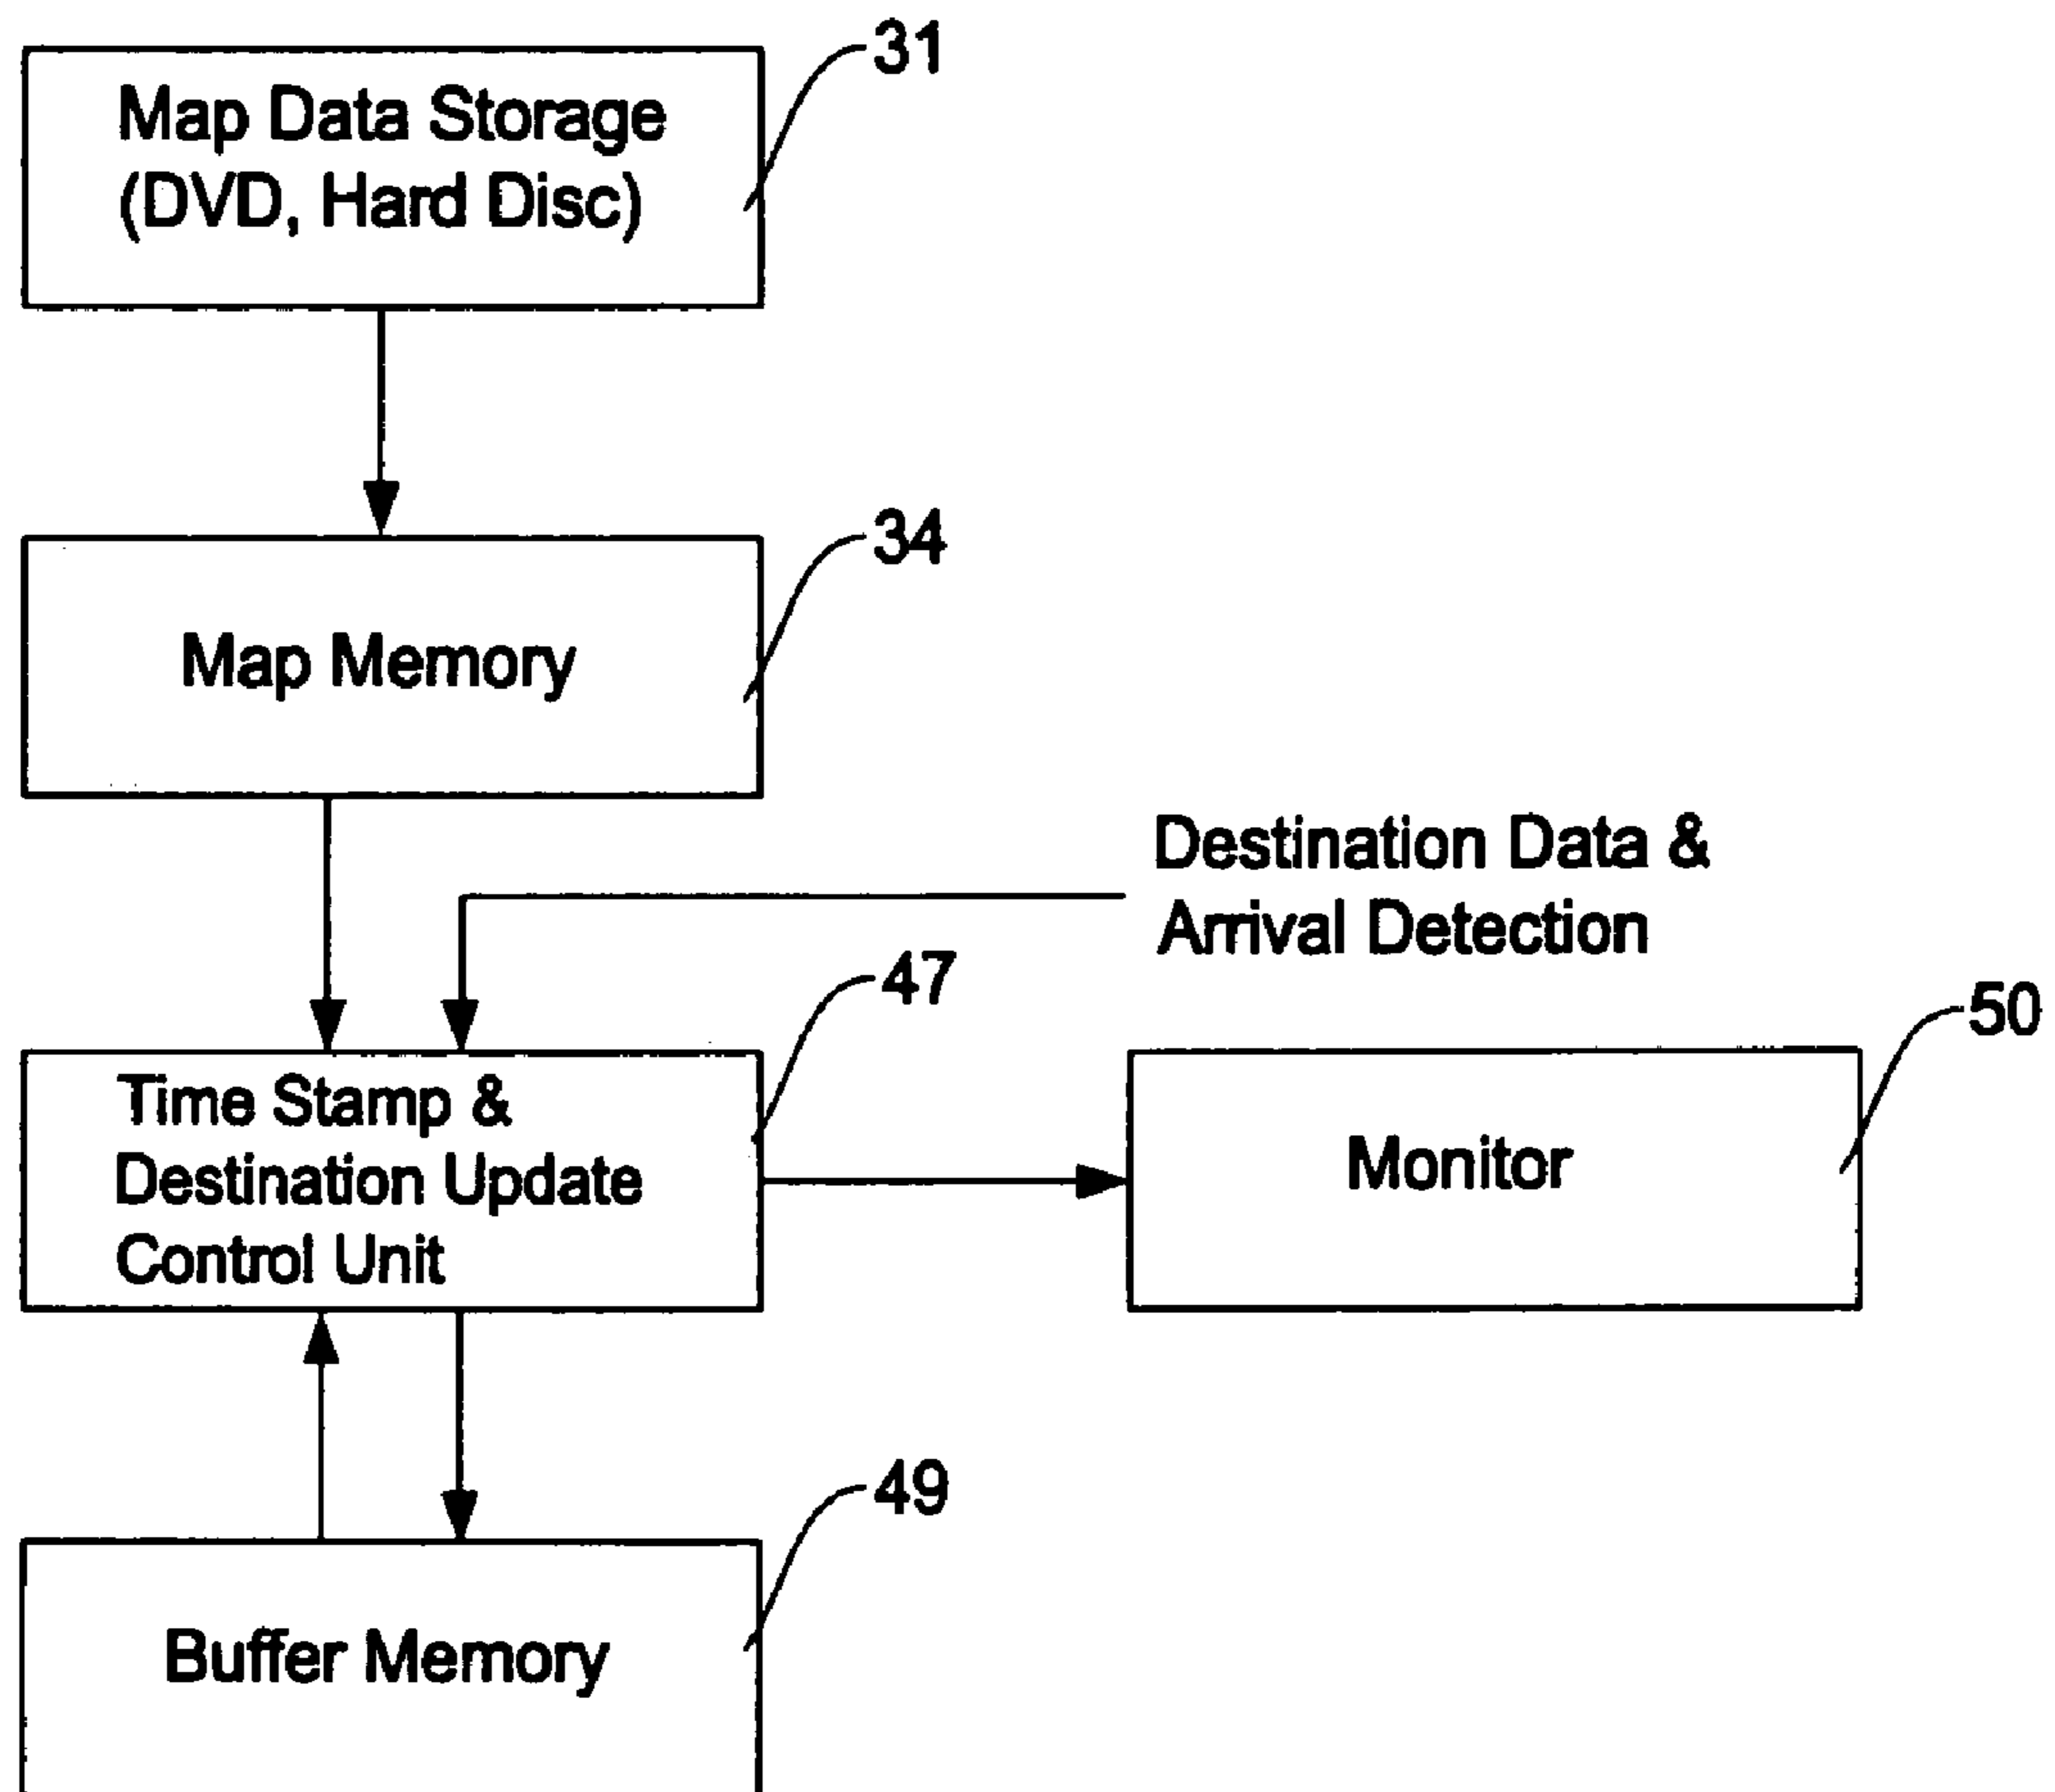 31
Map Data Storage
(DVD, Hard Disc)
34
Map Memory
Destination Data &
Arrival Detection
47
50
Time Stamp &
Destination Update
Control Unit
Monitor
49
Buffer Memory